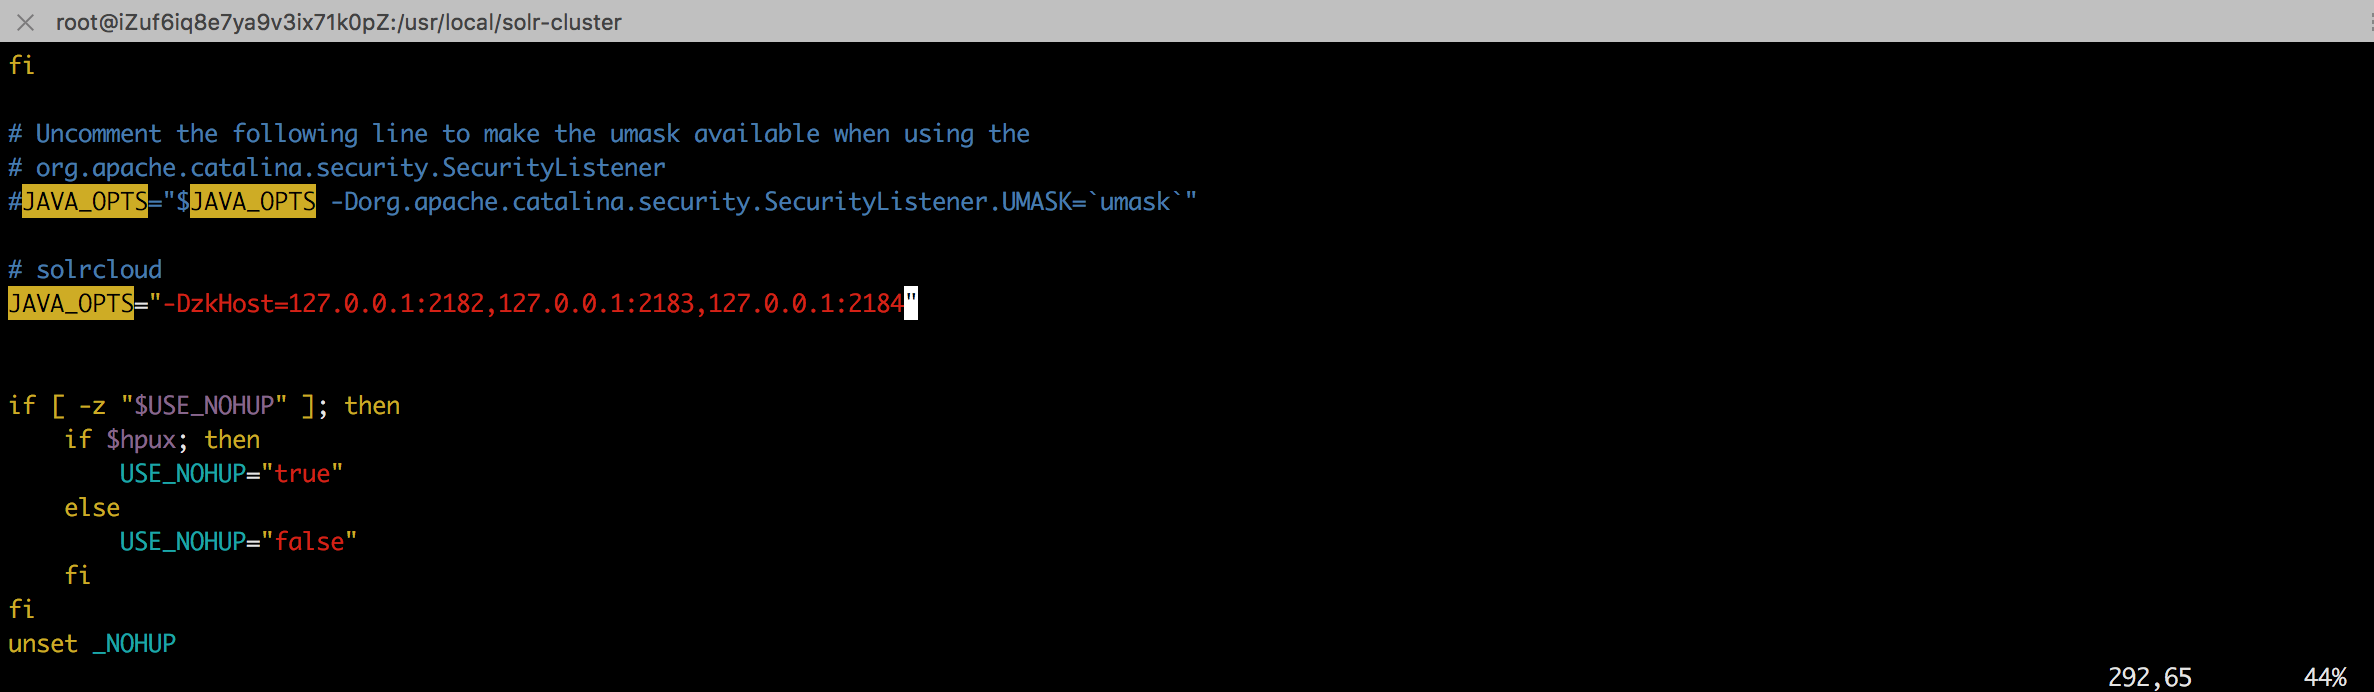 root@iZuf6iq8e7ya9v3ix71k0pZ:/usr/local/solr-cluster
fi
# Uncomment the following line to make the umask available when using the
# org.apache.catalina.security.SecurityListener
#JAVA_OPTS="$JAVA_OPTS -Dorg.apache.catalina.security.SecurityListener.UMASK=`umask`"
# solrcloud
JAVA_OPTS="-DzkHost=127.0.0.1:2182,127.0.0.1:2183,127.0.0.1:2184"
if [ -z "$USE_NOHUP" ]; then
    if $hpux; then
        USE_NOHUP="true"
    else
        USE_NOHUP="false"
    fi
fi
unset _NOHUP
292,65 44%